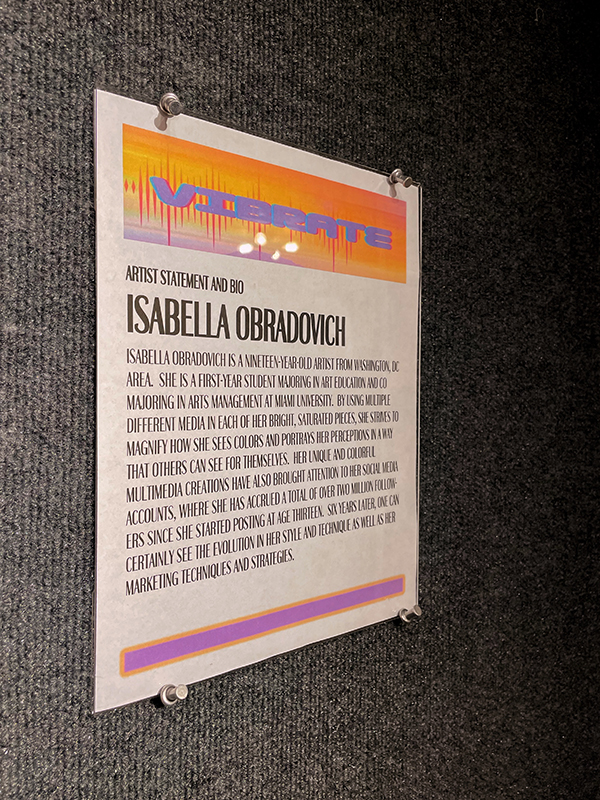 VIBRATE
ARTIST STATEMENT AND BIO
ISABELLA OBRADOVICH
ISABELLA OBRADOVICH IS A NINETEEN-YEAR-OLD ARTIST FROM WASHINGTON, DC
AREA. SHE IS A FIRST-YEAR STUDENT MAJORING IN ART EDUCATION AND CO
MAJORING IN ARTS MANAGEMENT AT MIAMI UNIVERSITY. BY USING MULTIPLE
DIFFERENT MEDIA IN EACH OF HER BRIGHT, SATURATED PIECES, SHE STRIVES TO
MAGNIFY HOW SHE SEES COLORS AND PORTRAYS HER PERCEPTIONS IN A WAY
THAT OTHERS CAN SEE FOR THEMSELVES. HER UNIQUE AND COLORFUL
MULTIMEDIA CREATIONS HAVE ALSO BROUGHT ATTENTION TO HER SOCIAL MEDIA
ACCOUNTS, WHERE SHE HAS ACCRUED A TOTAL OF OVER TWO MILLION FOLLOW-
ERS SINCE SHE STARTED POSTING AT AGE THIRTEEN. SIX YEARS LATER, ONE CAN
CERTAINLY SEE THE EVOLUTION IN HER STYLE AND TECHNIQUE AS WELL AS HER
MARKETING TECHNIQUES AND STRATEGIES.